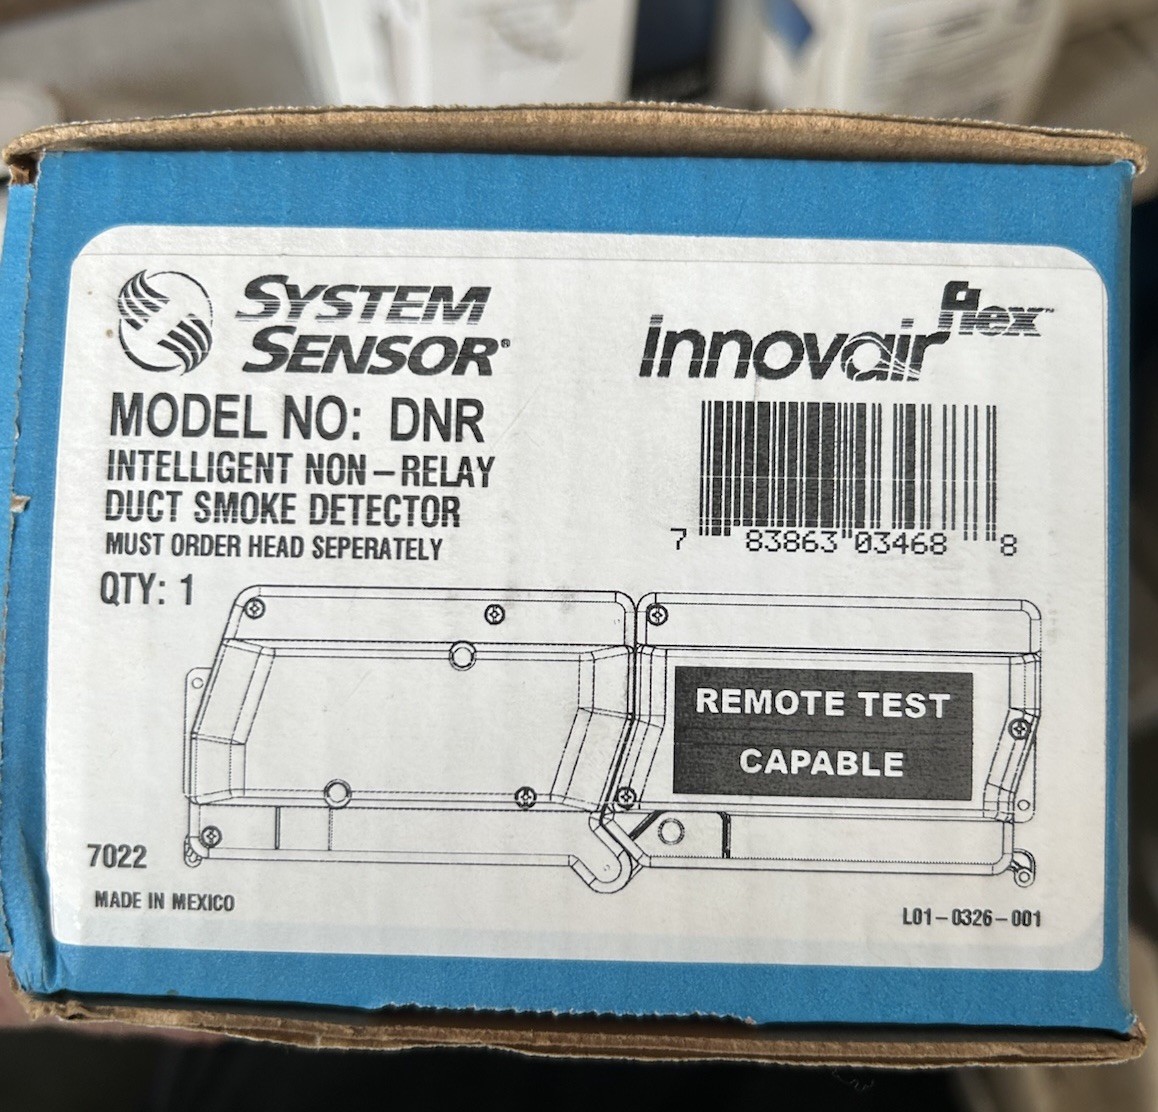 SYSTEM
SENSOR®
innovair flex™
MODEL NO: DNR
INTELLIGENT NON-RELAY
DUCT SMOKE DETECTOR
MUST ORDER HEAD SEPERATELY
QTY: 1
7 83863 03468 8
REMOTE TEST
CAPABLE
7022
MADE IN MEXICO
L01-0326-001